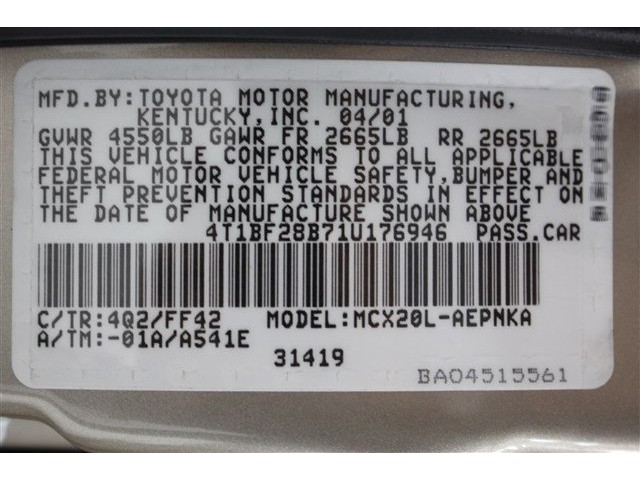 MFD.BY:TOYOTA MOTOR MANUFACTURING,
KENTUCKY,INC. 04/01
GVWR 4550LB GAWR FR 2665LB RR 2665LB
THIS VEHICLE CONFORMS TO ALL APPLICABLE
FEDERAL MOTOR VEHICLE SAFETY,BUMPER AND
THEFT PREVENTION STANDARDS IN EFFECT ON
THE DATE OF MANUFACTURE SHOWN ABOVE
4T1BF28B71U176946 PASS.CAR
C/TR:4Q2/FF42 MODEL:MCX20L-AEPNKA
A/TM:-01A/A541E
31419
BA04515561